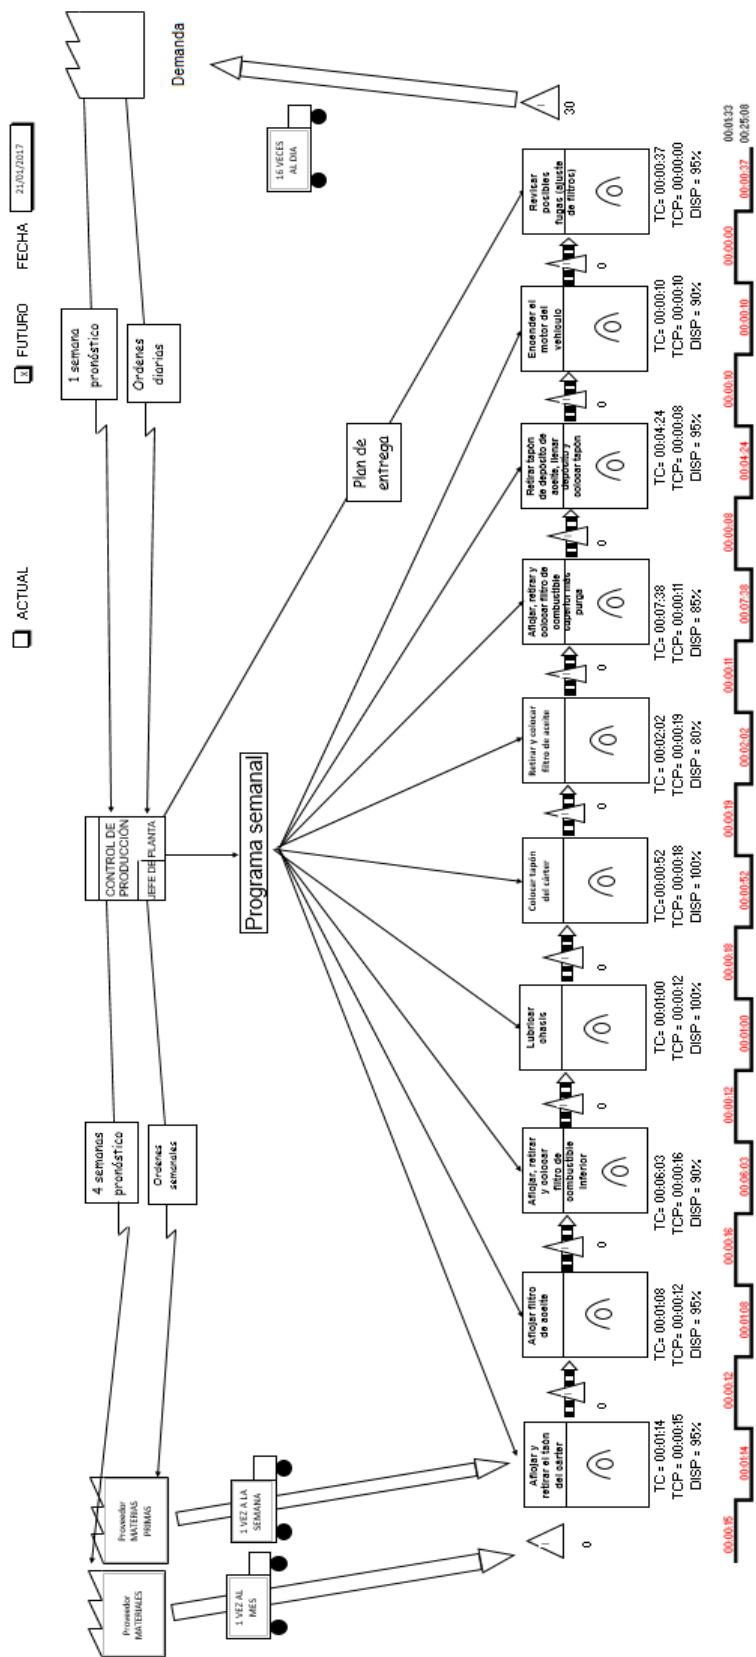 ACTUAL
X
FUTURO
FECHA
21/01/2017
Proveedor
MATERIALES
Proveedor
MATERIAS
PRIMAS
4 semanas
pronóstico
Ordenes
semanales
CONTROL DE
PRODUCCIÓN
JEFE DE PLANTA
1 semana
pronóstico
Ordenes
diarias
Demanda
1 VEZ AL
MES
1 VEZ A LA
SEMANA
Programa semanal
Plan de
entrega
16 VECES
AL DIA
0
Aflojar y
retirar el taón
del cárter
TC = 00:01:14
TCP = 00:00:15
DISP = 95%
0
Aflojar filtro
de aceite
TC= 00:01:08
TCP= 00:00:12
DISP = 95%
0
Aflojar, retirar
y colocar
filtro de
combustible
inferior
TC= 00:06:03
TCP= 00:00:16
DISP = 90%
0
Lubricar
chasis
TC= 00:01:00
TCP = 00:00:12
DISP = 100%
0
Colocar tapón
del cárter
TC=00:00:52
TCP= 00:00:18
DISP = 100%
0
Retirar y colocar
filtro de aceite
TC = 00:02:02
TCP= 00:00:19
DISP = 80%
0
Aflojar, retirar y
colocar filtro de
combustible
superior más
purga
TC= 00:07:38
TCP= 00:00:11
DISP = 85%
0
Retirar tapón
de depósito de
aceite, llenar
depósito y
colocar tapón
TC= 00:04:24
TCP= 00:00:08
DISP = 95%
0
Encender el
motor del
vehiculo
TC= 00:00:10
TCP= 00:00:10
DISP = 90%
0
Revisar
posibles
fugas (ajuste
de filtros)
TC= 00:00:37
TCP= 00:00:00
DISP = 95%
30
00:00:15
00:01:14
00:00:12
00:01:08
00:00:16
00:06:03
00:00:12
00:01:00
00:00:18
00:00:52
00:00:19
00:02:02
00:00:11
00:07:38
00:00:08
00:04:24
00:00:10
00:00:10
00:00:00
00:00:37
00:01:33
00:25:08